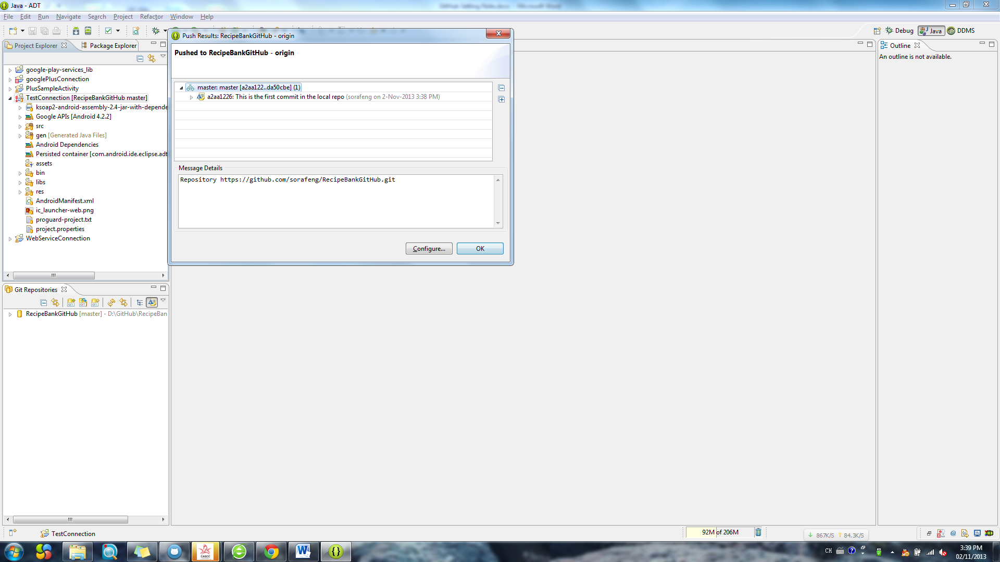 Java - ADT
File Edit Run Navigate Search Project Refactor Window Help
Debug Java DDMS
Project Explorer Package Explorer
google-play-services_lib
googlePlusConnection
PlusSampleActivity
TestConnection [RecipeBankGitHub master]
ksoap2-android-assembly-2.4-jar-with-depende
Google APIs [Android 4.2.2]
src
gen [Generated Java Files]
Android Dependencies
Persisted container [com.android.ide.eclipse.adt
assets
bin
libs
res
AndroidManifest.xml
ic_launcher-web.png
proguard-project.txt
project.properties
WebServiceConnection
Push Results: RecipeBankGitHub - origin
Pushed to RecipeBankGitHub - origin
master: master [a2aa122..da50cbe] (1)
a2aa1226: This is the first commit in the local repo (sorafeng on 2-Nov-2013 3:38 PM)
Message Details
Repository https://github.com/sorafeng/RecipeBankGitHub.git
Configure... OK
Outline
An outline is not available.
Git Repositories
RecipeBankGitHub [master] - D:\GitHub\RecipeBan
TestConnection
92M of 206M
867K/S 84.3K/S
CASCC
CH
3:39 PM
02/11/2013